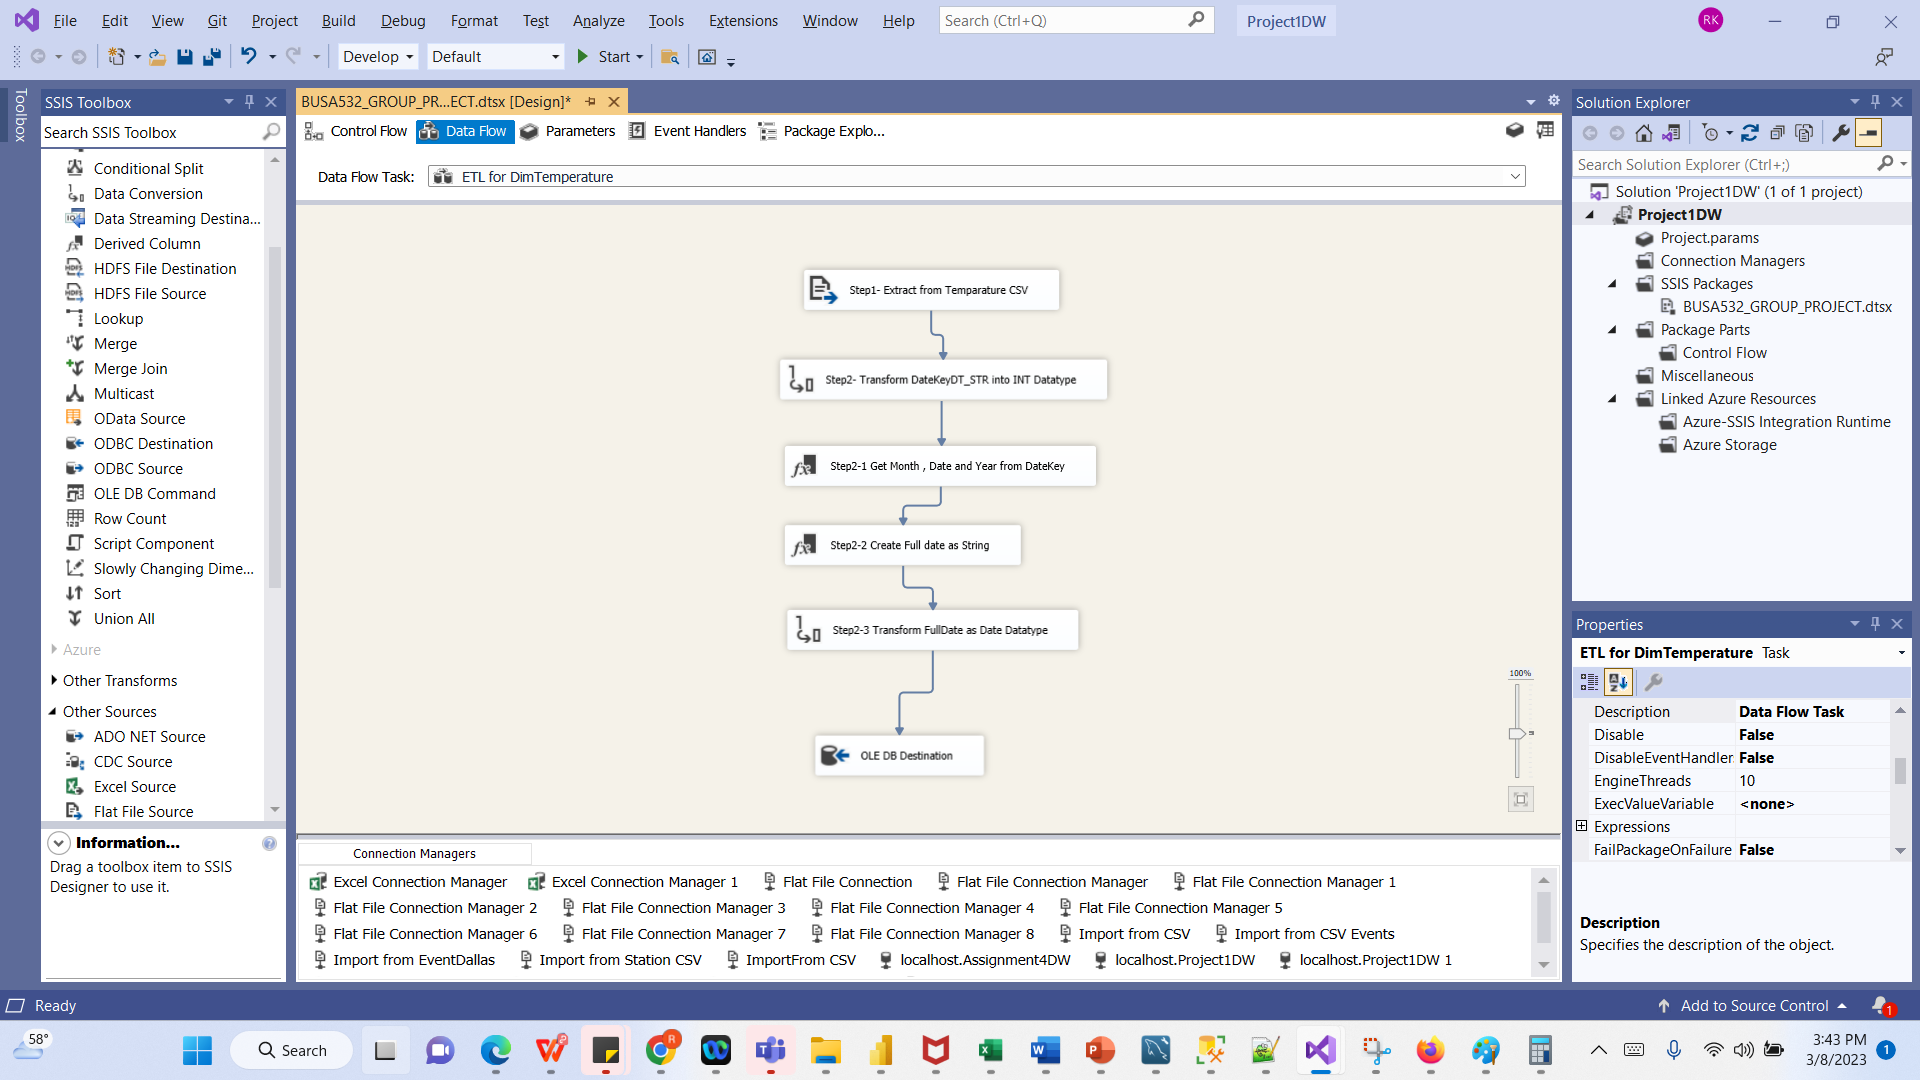 File Edit View Git Project Build Debug Format Test Analyze Tools Extensions Window Help Search (Ctrl+Q) Project1DW RK
Develop Default Start
Toolbox
SSIS Toolbox
Search SSIS Toolbox
Conditional Split
Data Conversion
Data Streaming Destina...
Derived Column
HDFS File Destination
HDFS File Source
Lookup
Merge
Merge Join
Multicast
OData Source
ODBC Destination
ODBC Source
OLE DB Command
Row Count
Script Component
Slowly Changing Dime...
Sort
Union All
Azure
Other Transforms
Other Sources
ADO NET Source
CDC Source
Excel Source
Flat File Source
Information...
Drag a toolbox item to SSIS
Designer to use it.
BUSA532_GROUP_PR...ECT.dtsx [Design]*
Control Flow Data Flow Parameters Event Handlers Package Explo...
Data Flow Task: ETL for DimTemperature
Step1- Extract from Temparature CSV
Step2- Transform DateKeyDT_STR into INT Datatype
Step2-1 Get Month , Date and Year from DateKey
Step2-2 Create Full date as String
Step2-3 Transform FullDate as Date Datatype
OLE DB Destination
100%
Connection Managers
Excel Connection Manager Excel Connection Manager 1 Flat File Connection Flat File Connection Manager Flat File Connection Manager 1
Flat File Connection Manager 2 Flat File Connection Manager 3 Flat File Connection Manager 4 Flat File Connection Manager 5
Flat File Connection Manager 6 Flat File Connection Manager 7 Flat File Connection Manager 8 Import from CSV Import from CSV Events
Import from EventDallas Import from Station CSV ImportFrom CSV localhost.Assignment4DW localhost.Project1DW localhost.Project1DW 1
Solution Explorer
Search Solution Explorer (Ctrl+;)
Solution 'Project1DW' (1 of 1 project)
Project1DW
Project.params
Connection Managers
SSIS Packages
BUSA532_GROUP_PROJECT.dtsx
Package Parts
Control Flow
Miscellaneous
Linked Azure Resources
Azure-SSIS Integration Runtime
Azure Storage
Properties
ETL for DimTemperature Task
Description Data Flow Task
Disable False
DisableEventHandler False
EngineThreads 10
ExecValueVariable <none>
Expressions
FailPackageOnFailure False
Description
Specifies the description of the object.
Ready Add to Source Control 1
58° Search 3:43 PM
3/8/2023 1